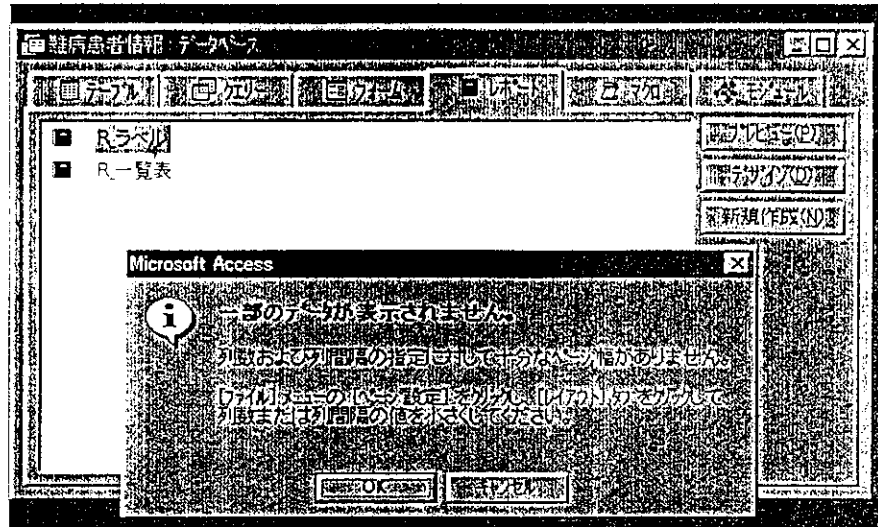 難病患者情報 : データベース
テーブル クエリー フォーム レポート マクロ モジュール
R_ラベル
R_一覧表
プレビュー(P)
デザイン(D)
新規作成(N)
Microsoft Access
一部のデータが表示されません。
列数および列間隔の指定に対して十分なページ幅がありません。
[ファイル]メニューの [ページ設定] をクリックし、[レイアウト] タブをクリックして
列数または列間隔の値を小さくしてください。
OK キャンセル